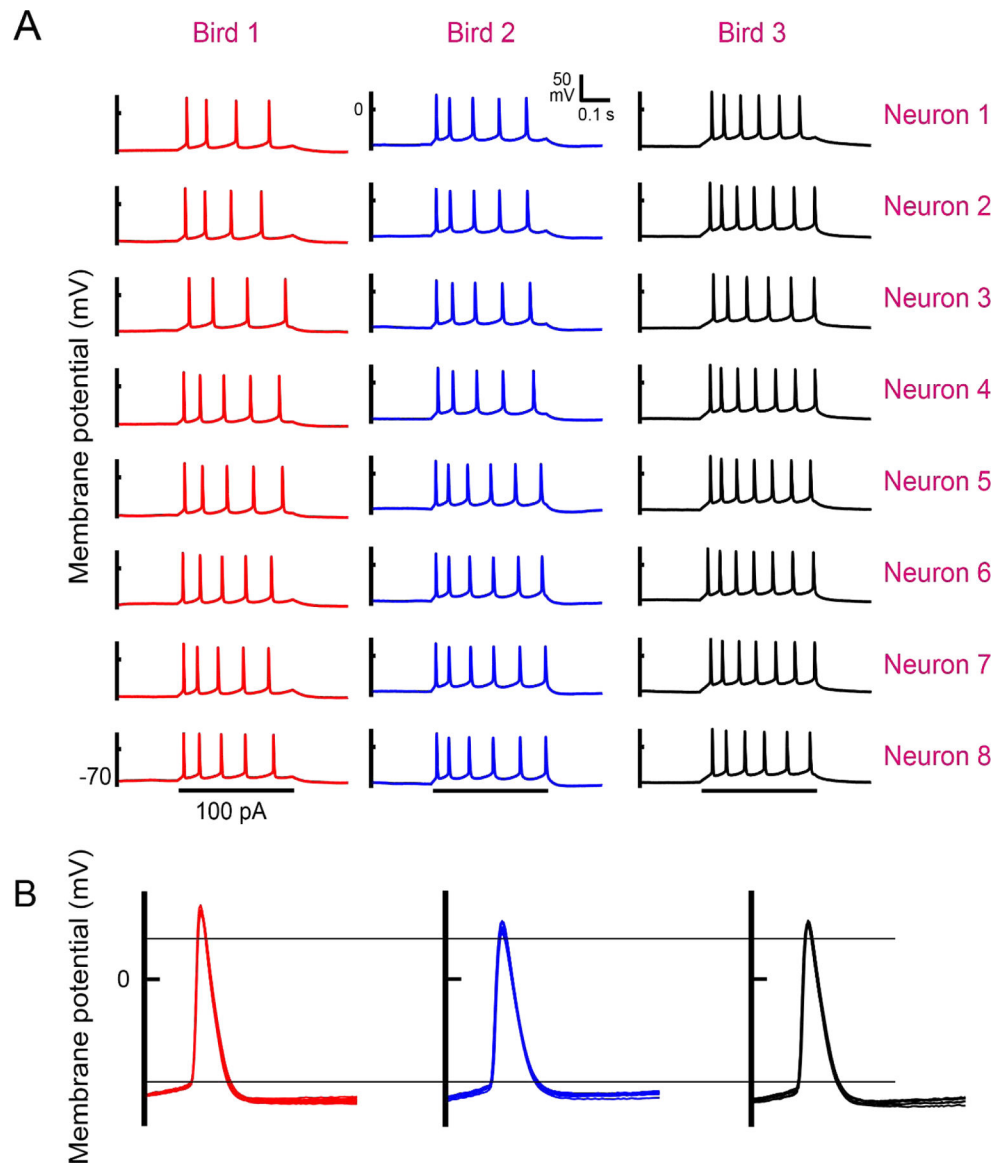 A
Bird 1 Bird 2 Bird 3
50
mV
0.1 s
0
Neuron 1
Neuron 2
Neuron 3
Neuron 4
Neuron 5
Neuron 6
Neuron 7
Neuron 8
Membrane potential (mV)
-70
100 pA
B
Membrane potential (mV)
0